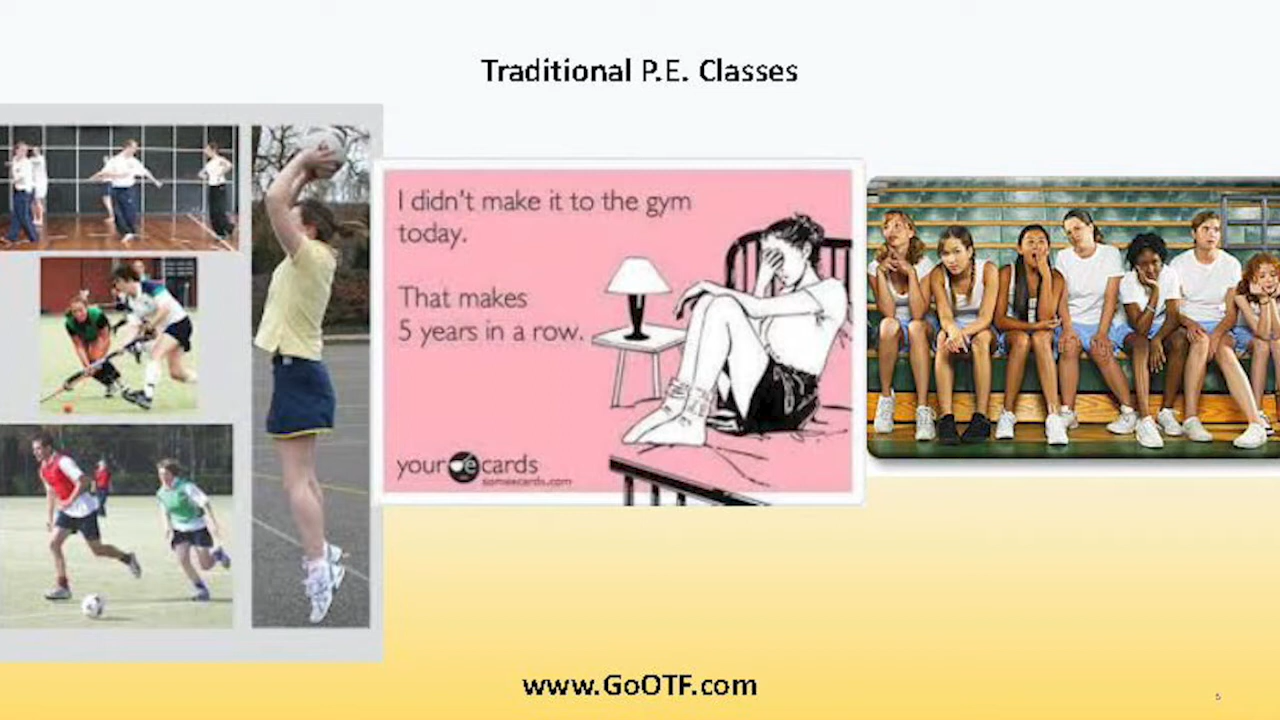 Traditional P.E. Classes
I didn't make it to the gym
today.
That makes
5 years in a row.
your e cards
someecards.com
www.GoOTF.com